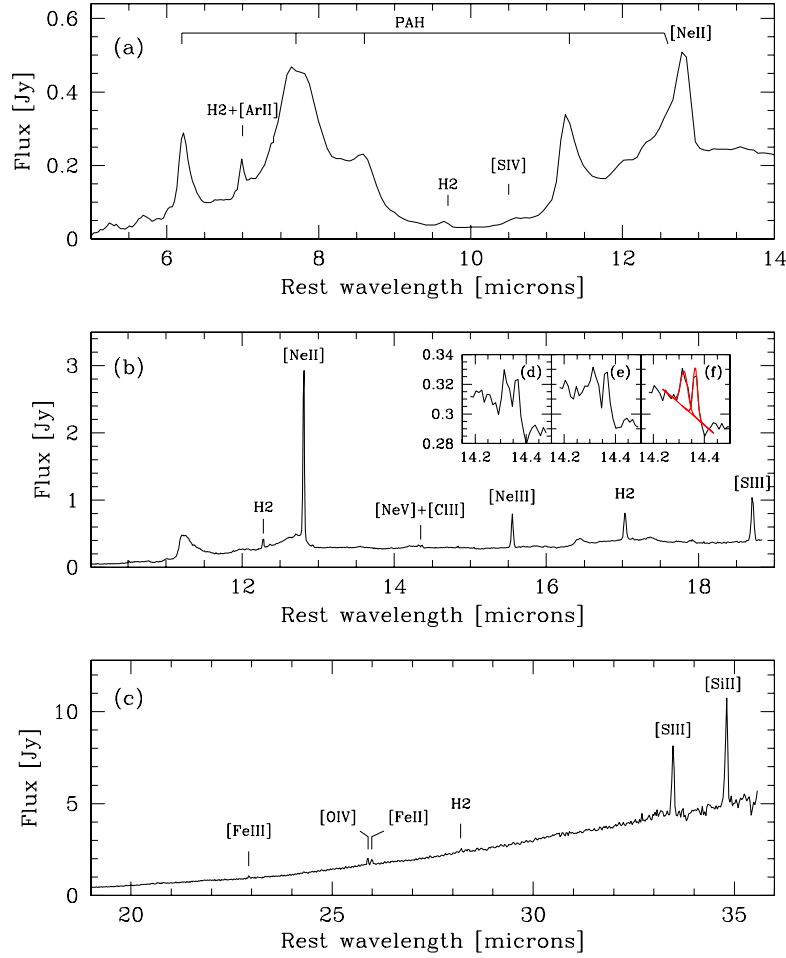 PAH
(a)
[NeII]
H2+[ArII]
[SIV]
H2
0.6
0.4
0.2
0
Flux [Jy]
6 8 10 12 14
Rest wavelength [microns]
(b)
[NeII]
0.34
0.32
0.3
0.28
(d) (e) (f)
14.2 14.4 14.2 14.4 14.2 14.4
H2
[NeV]+[ClII]
[NeIII]
H2
[SIII]
3
2
1
0
Flux [Jy]
12 14 16 18
Rest wavelength [microns]
(c)
[SiII]
[SIII]
[FeIII]
[OIV]
[FeII]
H2
10
5
0
Flux [Jy]
20 25 30 35
Rest wavelength [microns]